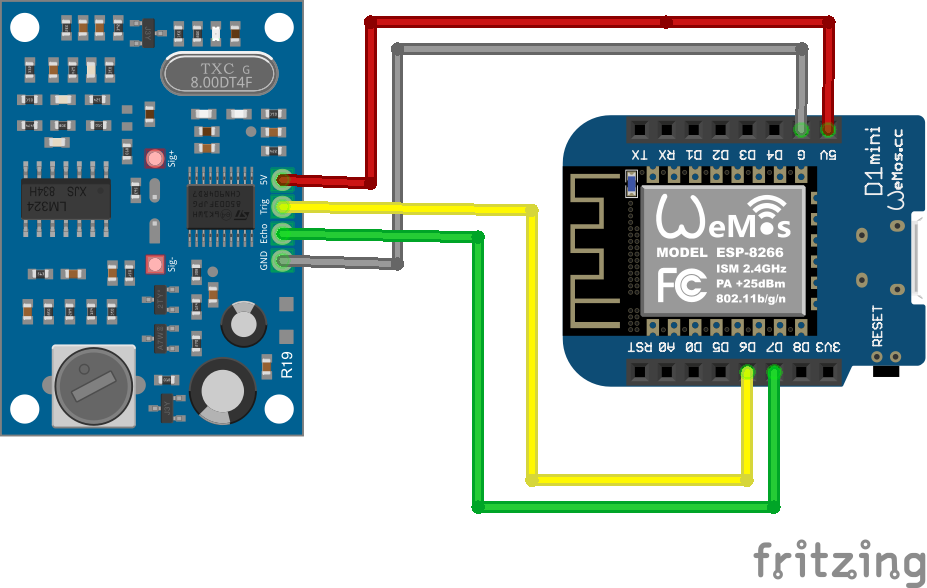 TXC G
8.00DT4F
Sig+
5V
Trig
Echo
GND
Sig-
LM324
XJS 834H
R19
TX
RX
D1
D2
D3
D4
G
5V
D1mini
WeMos.cc
WeMos
MODEL ESP-8266
ISM 2.4GHz
PA +25dBm
802.11b/g/n
FC
RST
A0
D0
D5
D6
D7
D8
3V3
RESET
fritzing